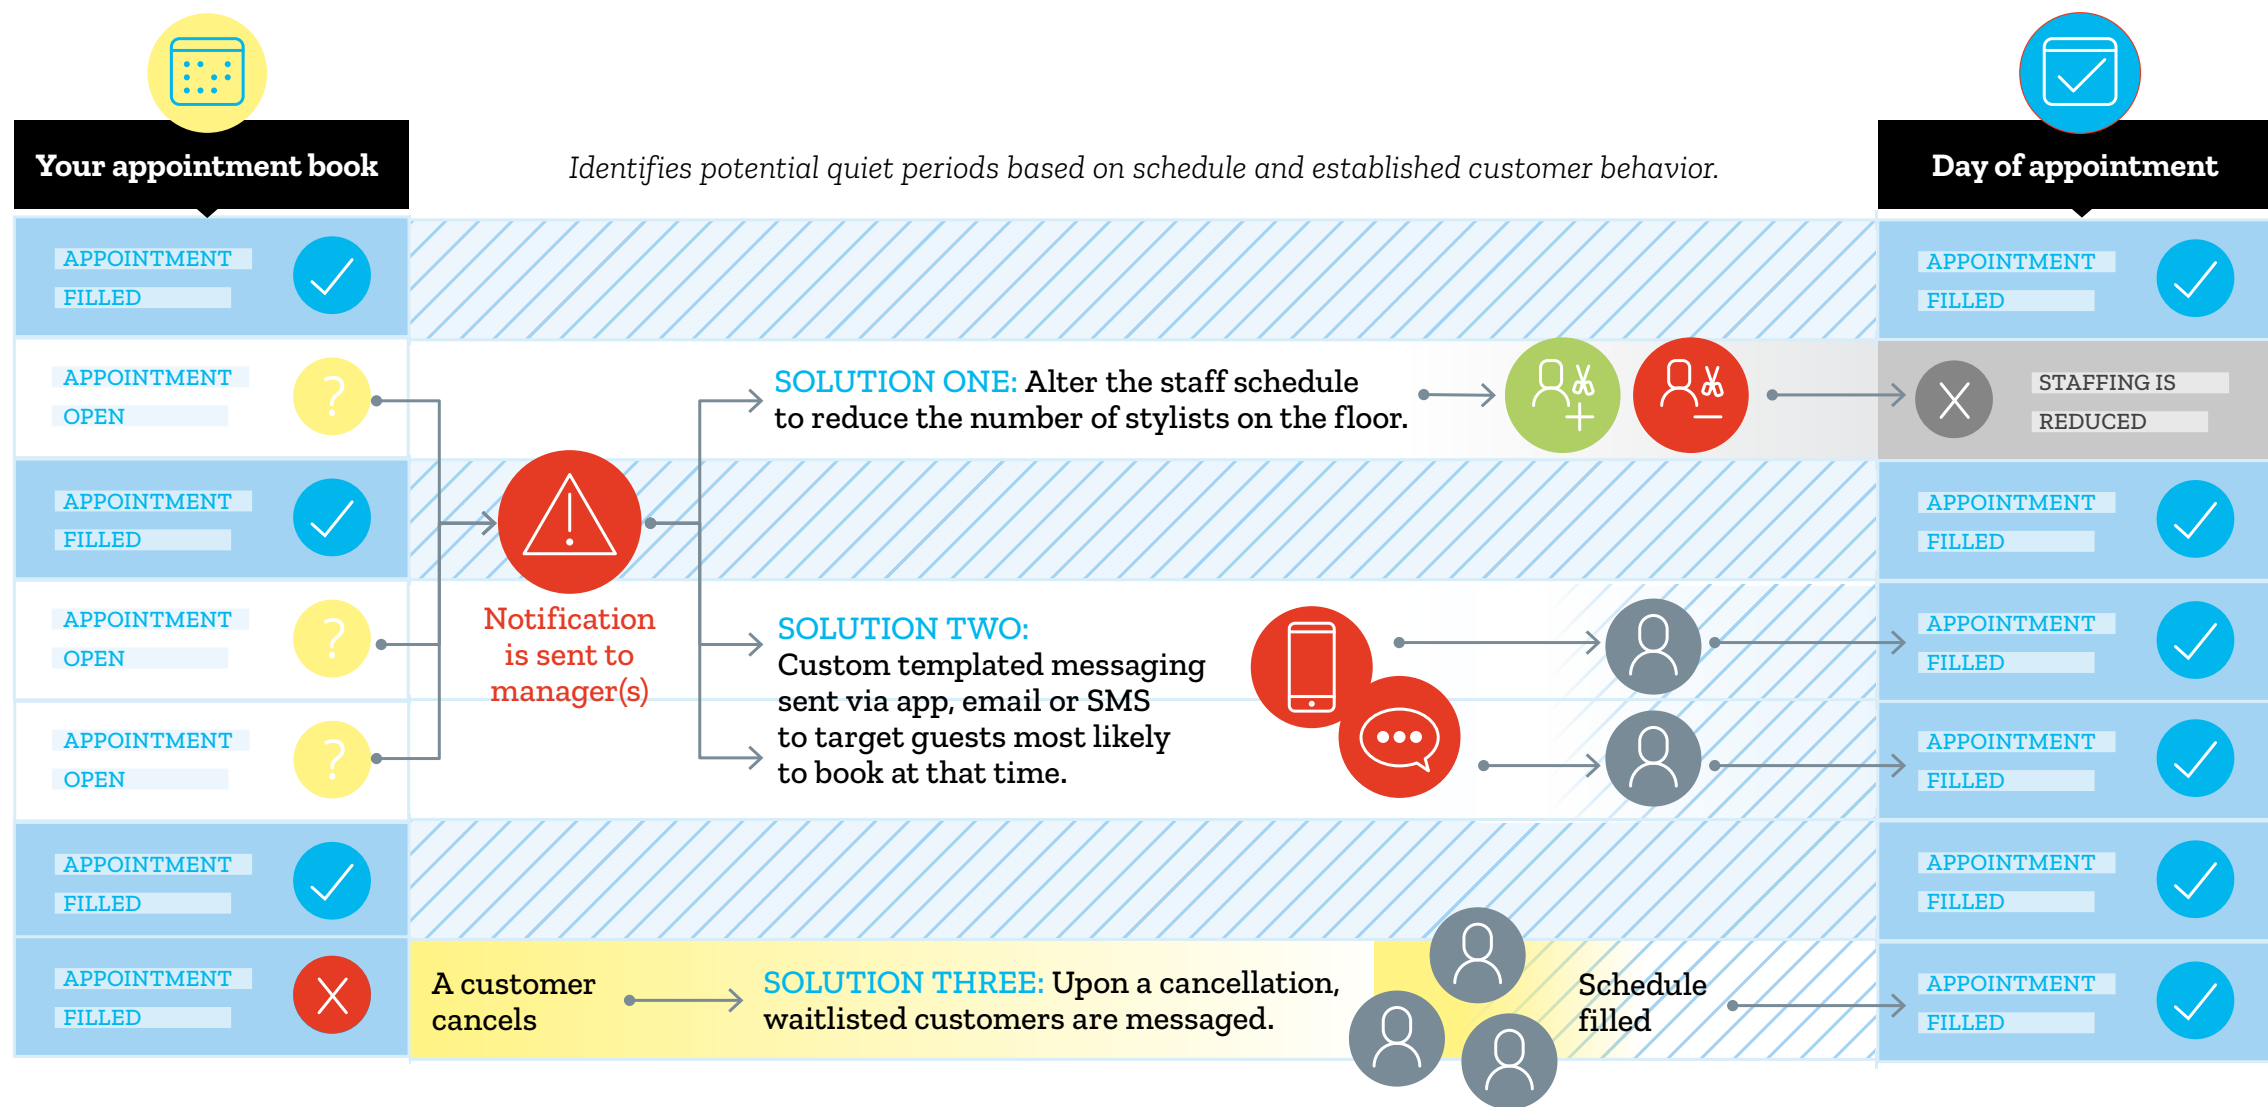 Your appointment book
Identifies potential quiet periods based on schedule and established customer behavior.
Day of appointment
APPOINTMENT
FILLED
APPOINTMENT
FILLED
APPOINTMENT
OPEN
SOLUTION ONE: Alter the staff schedule
to reduce the number of stylists on the floor.
STAFFING IS
REDUCED
APPOINTMENT
FILLED
APPOINTMENT
FILLED
APPOINTMENT
OPEN
Notification
is sent to
manager(s)
SOLUTION TWO:
Custom templated messaging
sent via app, email or SMS
to target guests most likely
to book at that time.
APPOINTMENT
FILLED
APPOINTMENT
OPEN
APPOINTMENT
FILLED
APPOINTMENT
FILLED
APPOINTMENT
FILLED
APPOINTMENT
FILLED
A customer
cancels
SOLUTION THREE: Upon a cancellation,
waitlisted customers are messaged.
Schedule
filled
APPOINTMENT
FILLED